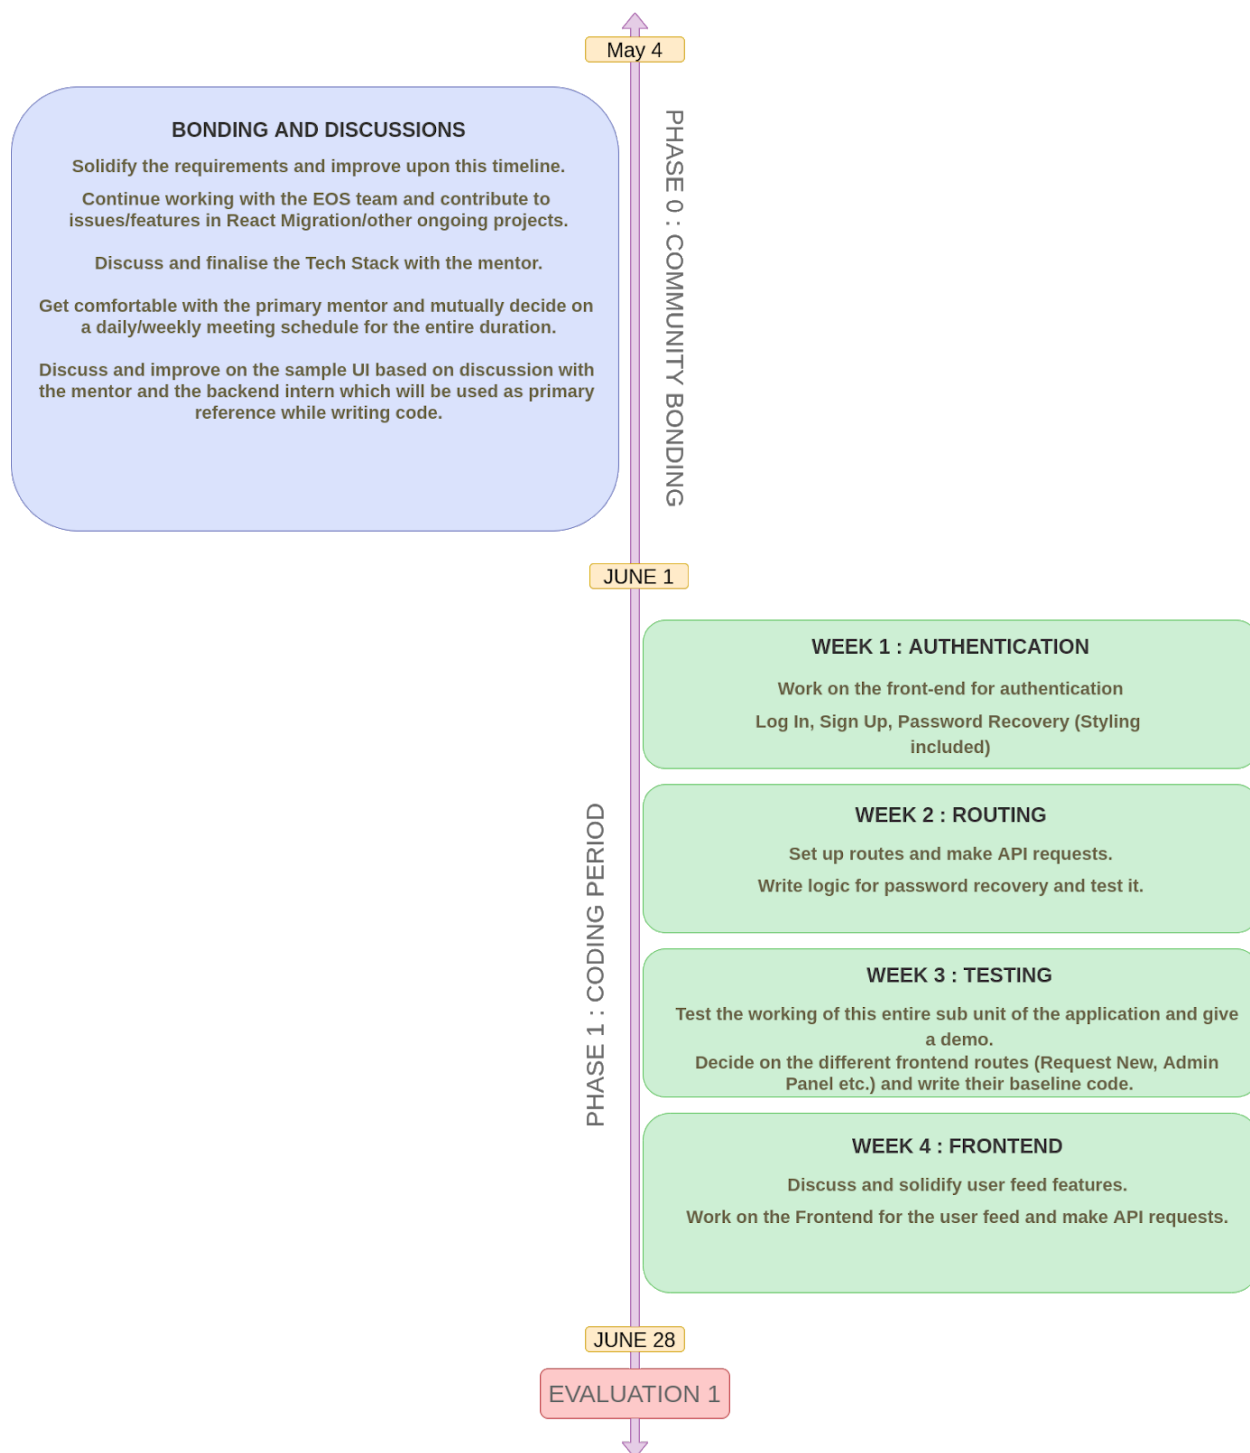 May 4
BONDING AND DISCUSSIONS
Solidify the requirements and improve upon this timeline.
Continue working with the EOS team and contribute to
issues/features in React Migration/other ongoing projects.
Discuss and finalise the Tech Stack with the mentor.
Get comfortable with the primary mentor and mutually decide on
a daily/weekly meeting schedule for the entire duration.
Discuss and improve on the sample UI based on discussion with
the mentor and the backend intern which will be used as primary
reference while writing code.
PHASE 0 : COMMUNITY BONDING
JUNE 1
PHASE 1 : CODING PERIOD
WEEK 1 : AUTHENTICATION
Work on the front-end for authentication
Log In, Sign Up, Password Recovery (Styling
included)
WEEK 2 : ROUTING
Set up routes and make API requests.
Write logic for password recovery and test it.
WEEK 3 : TESTING
Test the working of this entire sub unit of the application and give
a demo.
Decide on the different frontend routes (Request New, Admin
Panel etc.) and write their baseline code.
WEEK 4 : FRONTEND
Discuss and solidify user feed features.
Work on the Frontend for the user feed and make API requests.
JUNE 28
EVALUATION 1